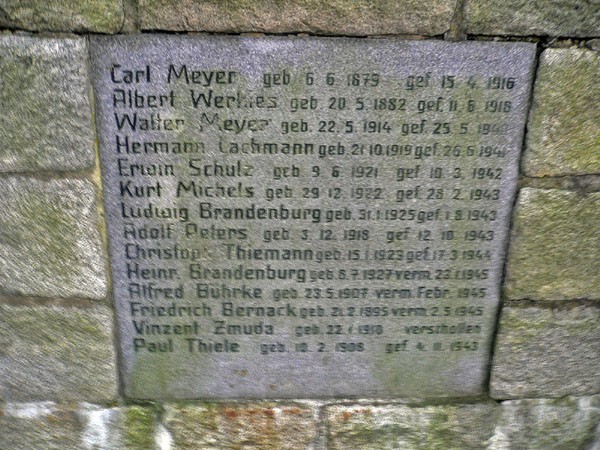 Carl Meyer geb. 6. 6. 1879 gef. 15. 4. 1916
Albert Werkies geb. 20. 5. 1882 gef. 11. 6. 1918
Walter Meyer geb. 22. 5. 1914 gef. 25. 5.
Hermann Lachmann geb. 21.10.1919 gef. 26.6.1941
Erwin Schulz geb. 9. 6. 1921 gef. 10. 3. 1942
Kurt Michels geb. 29. 12. 1922 gef. 28. 2. 1943
Ludwig Brandenburg geb. 31.1.1925 gef. 1.8.1943
Adolf Peters geb. 3. 12. 1918 gef. 12. 10. 1943
Christoph Thiemann geb. 15.1.1923 gef. 17.3.1944
Heinr. Brandenburg geb. 8.7.1927 verm. 23.1.1945
Alfred Bührke geb. 23.5.1907 verm. Febr. 1945
Friedrich Bernack geb. 21.2.1895 verm. 2.5.1945
Vinzent Zmuda geb. 22. 1. 1910 verschollen
Paul Thiele geb. 10. 2. 1908 gef. 4. 11. 1943